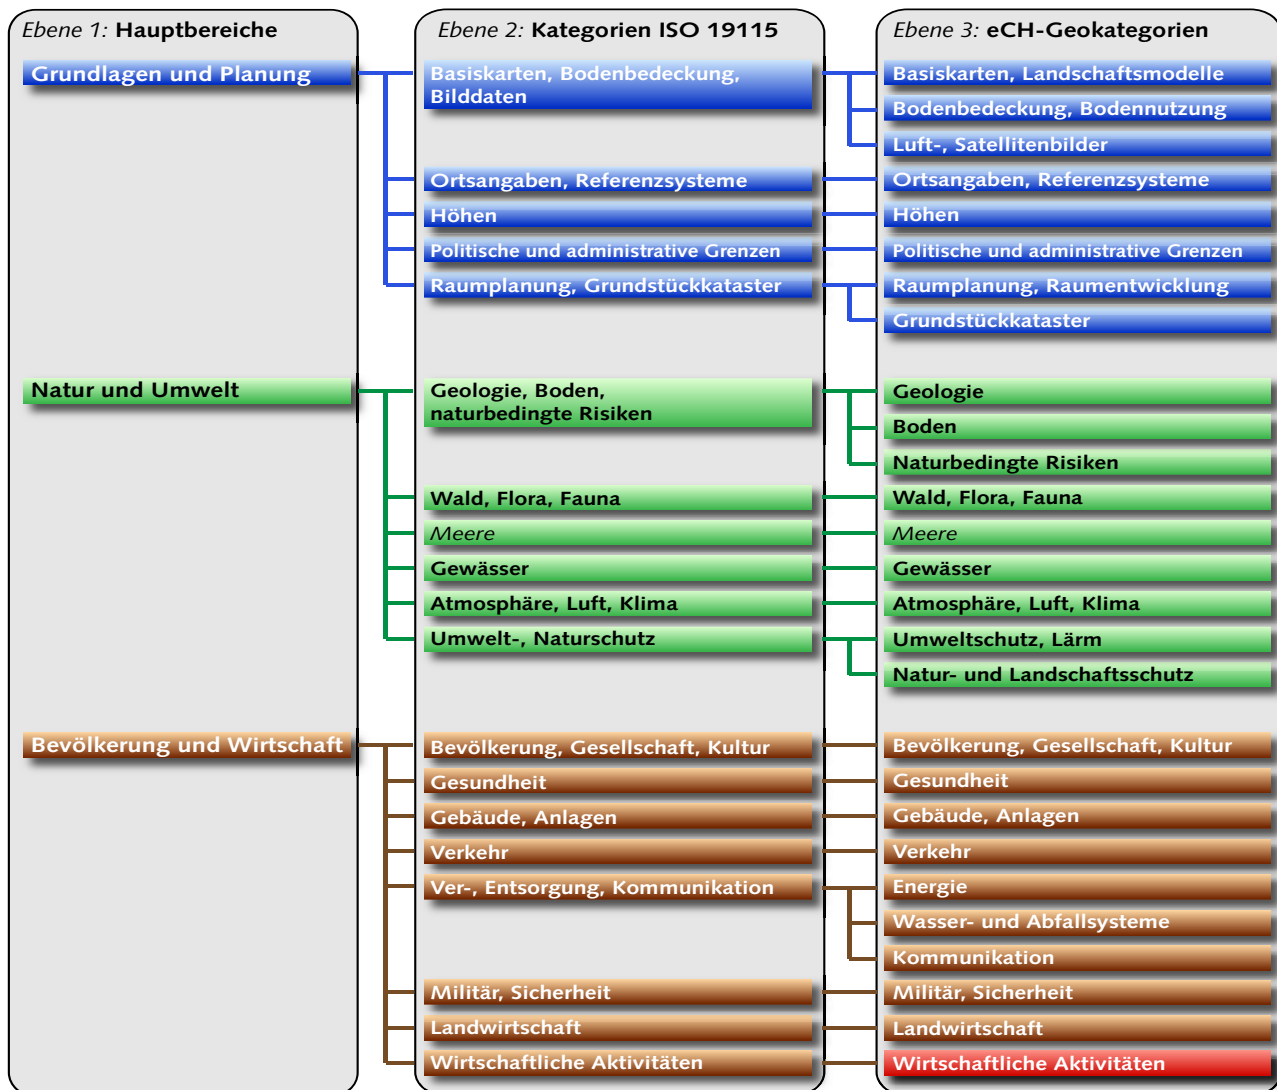 Ebene 1: Hauptbereiche
Grundlagen und Planung
Natur und Umwelt
Bevölkerung und Wirtschaft
Ebene 2: Kategorien ISO 19115
Basiskarten, Bodenbedeckung,
Bilddaten
Ortsangaben, Referenzsysteme
Höhen
Politische und administrative Grenzen
Raumplanung, Grundstückkataster
Geologie, Boden,
naturbedingte Risiken
Wald, Flora, Fauna
Meere
Gewässer
Atmosphäre, Luft, Klima
Umwelt-, Naturschutz
Bevölkerung, Gesellschaft, Kultur
Gesundheit
Gebäude, Anlagen
Verkehr
Ver-, Entsorgung, Kommunikation
Militär, Sicherheit
Landwirtschaft
Wirtschaftliche Aktivitäten
Ebene 3: eCH-Geokategorien
Basiskarten, Landschaftsmodelle
Bodenbedeckung, Bodennutzung
Luft-, Satellitenbilder
Ortsangaben, Referenzsysteme
Höhen
Politische und administrative Grenzen
Raumplanung, Raumentwicklung
Grundstückkataster
Geologie
Boden
Naturbedingte Risiken
Wald, Flora, Fauna
Meere
Gewässer
Atmosphäre, Luft, Klima
Umweltschutz, Lärm
Natur- und Landschaftsschutz
Bevölkerung, Gesellschaft, Kultur
Gesundheit
Gebäude, Anlagen
Verkehr
Energie
Wasser- und Abfallsysteme
Kommunikation
Militär, Sicherheit
Landwirtschaft
Wirtschaftliche Aktivitäten